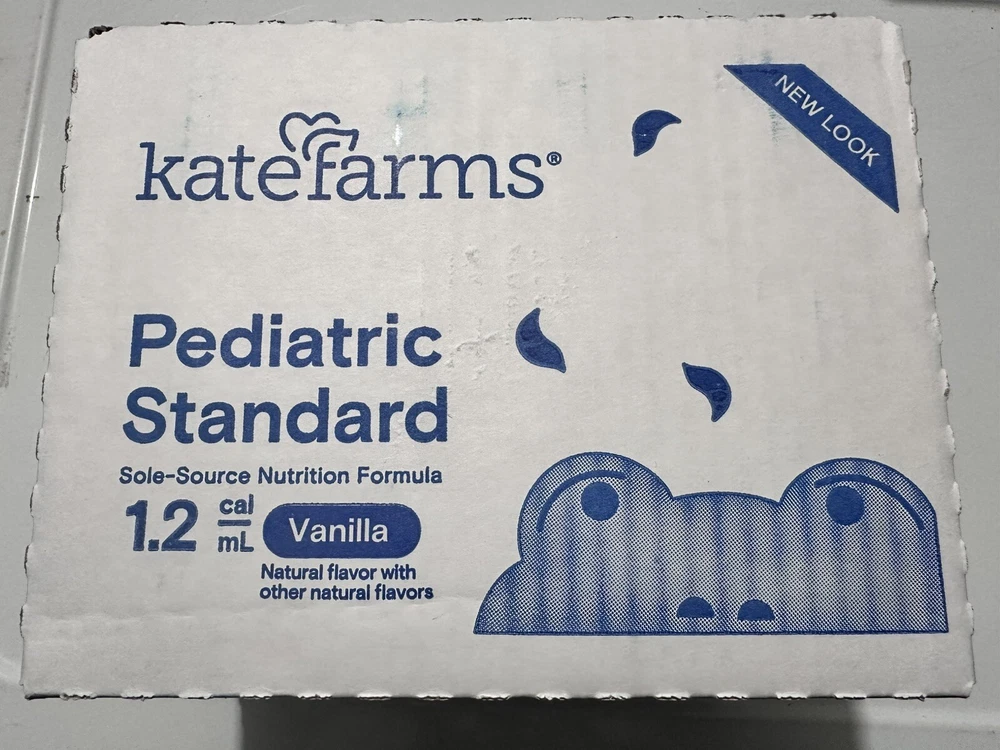 katefarms®
NEW LOOK
Pediatric
Standard
Sole-Source Nutrition Formula
1.2 cal
mL
Vanilla
Natural flavor with
other natural flavors